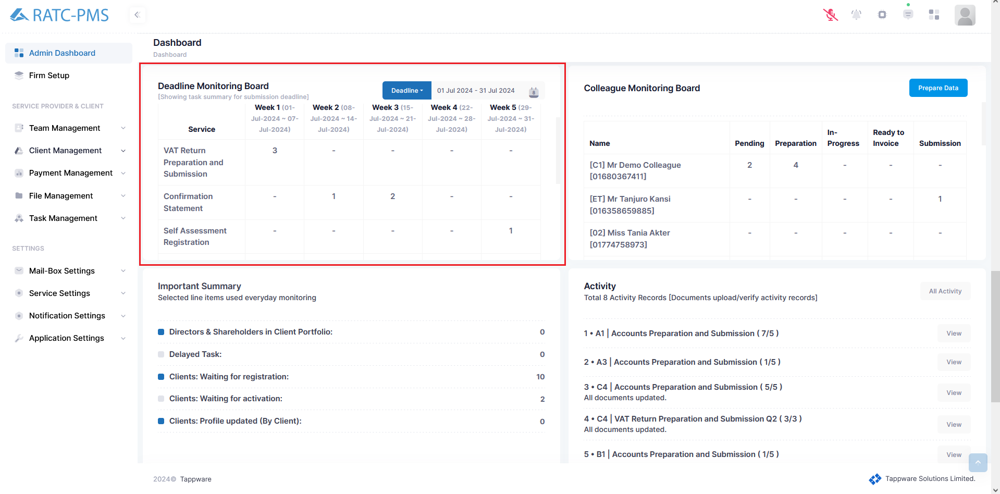 RATC-PMS
Admin Dashboard
Firm Setup
SERVICE PROVIDER & CLIENT
Team Management
Client Management
Payment Management
File Management
Task Management
SETTINGS
Mail-Box Settings
Service Settings
Notification Settings
Application Settings
Dashboard
Dashboard
Deadline Monitoring Board
[Showing task summary for submission deadline]
Deadline
01 Jul 2024 - 31 Jul 2024
8
Service
Week 1 (01-
Jul-2024 ~ 07-
Jul-2024)
Week 2 (08-
Jul-2024 ~ 14-
Jul-2024)
Week 3 (15-
Jul-2024 ~ 21-
Jul-2024)
Week 4 (22-
Jul-2024 ~ 28-
Jul-2024)
Week 5 (29-
Jul-2024 ~ 31-
Jul-2024)
VAT Return
Preparation and
Submission
3 - - - -
Confirmation
Statement
- 1 2 - -
Self Assessment
Registration
- - - - 1
Colleague Monitoring Board
Prepare Data
Name
Pending
Preparation
In-
Progress
Ready to
Invoice
Submission
[C1] Mr Demo Colleague
[01680367411]
2 4 - - -
[ET] Mr Tanjuro Kansi
[016358659885]
- - - - 1
[02] Miss Tania Akter
[01774758973]
- - - - -
Important Summary
Selected line items used everyday monitoring
Directors & Shareholders in Client Portfolio: 0
Delayed Task: 0
Clients: Waiting for registration: 10
Clients: Waiting for activation: 2
Clients: Profile updated (By Client): 0
Activity
Total 8 Activity Records [Documents upload/verify activity records]
All Activity
1 • A1 | Accounts Preparation and Submission ( 7/5 )
View
2 • A3 | Accounts Preparation and Submission ( 1/5 )
View
3 • C4 | Accounts Preparation and Submission ( 5/5 )
All documents updated.
View
4 • C4 | VAT Return Preparation and Submission Q2 ( 3/3 )
All documents updated.
View
5 • B1 | Accounts Preparation and Submission ( 1/5 )
View
2024© Tappware
Tappware Solutions Limited.